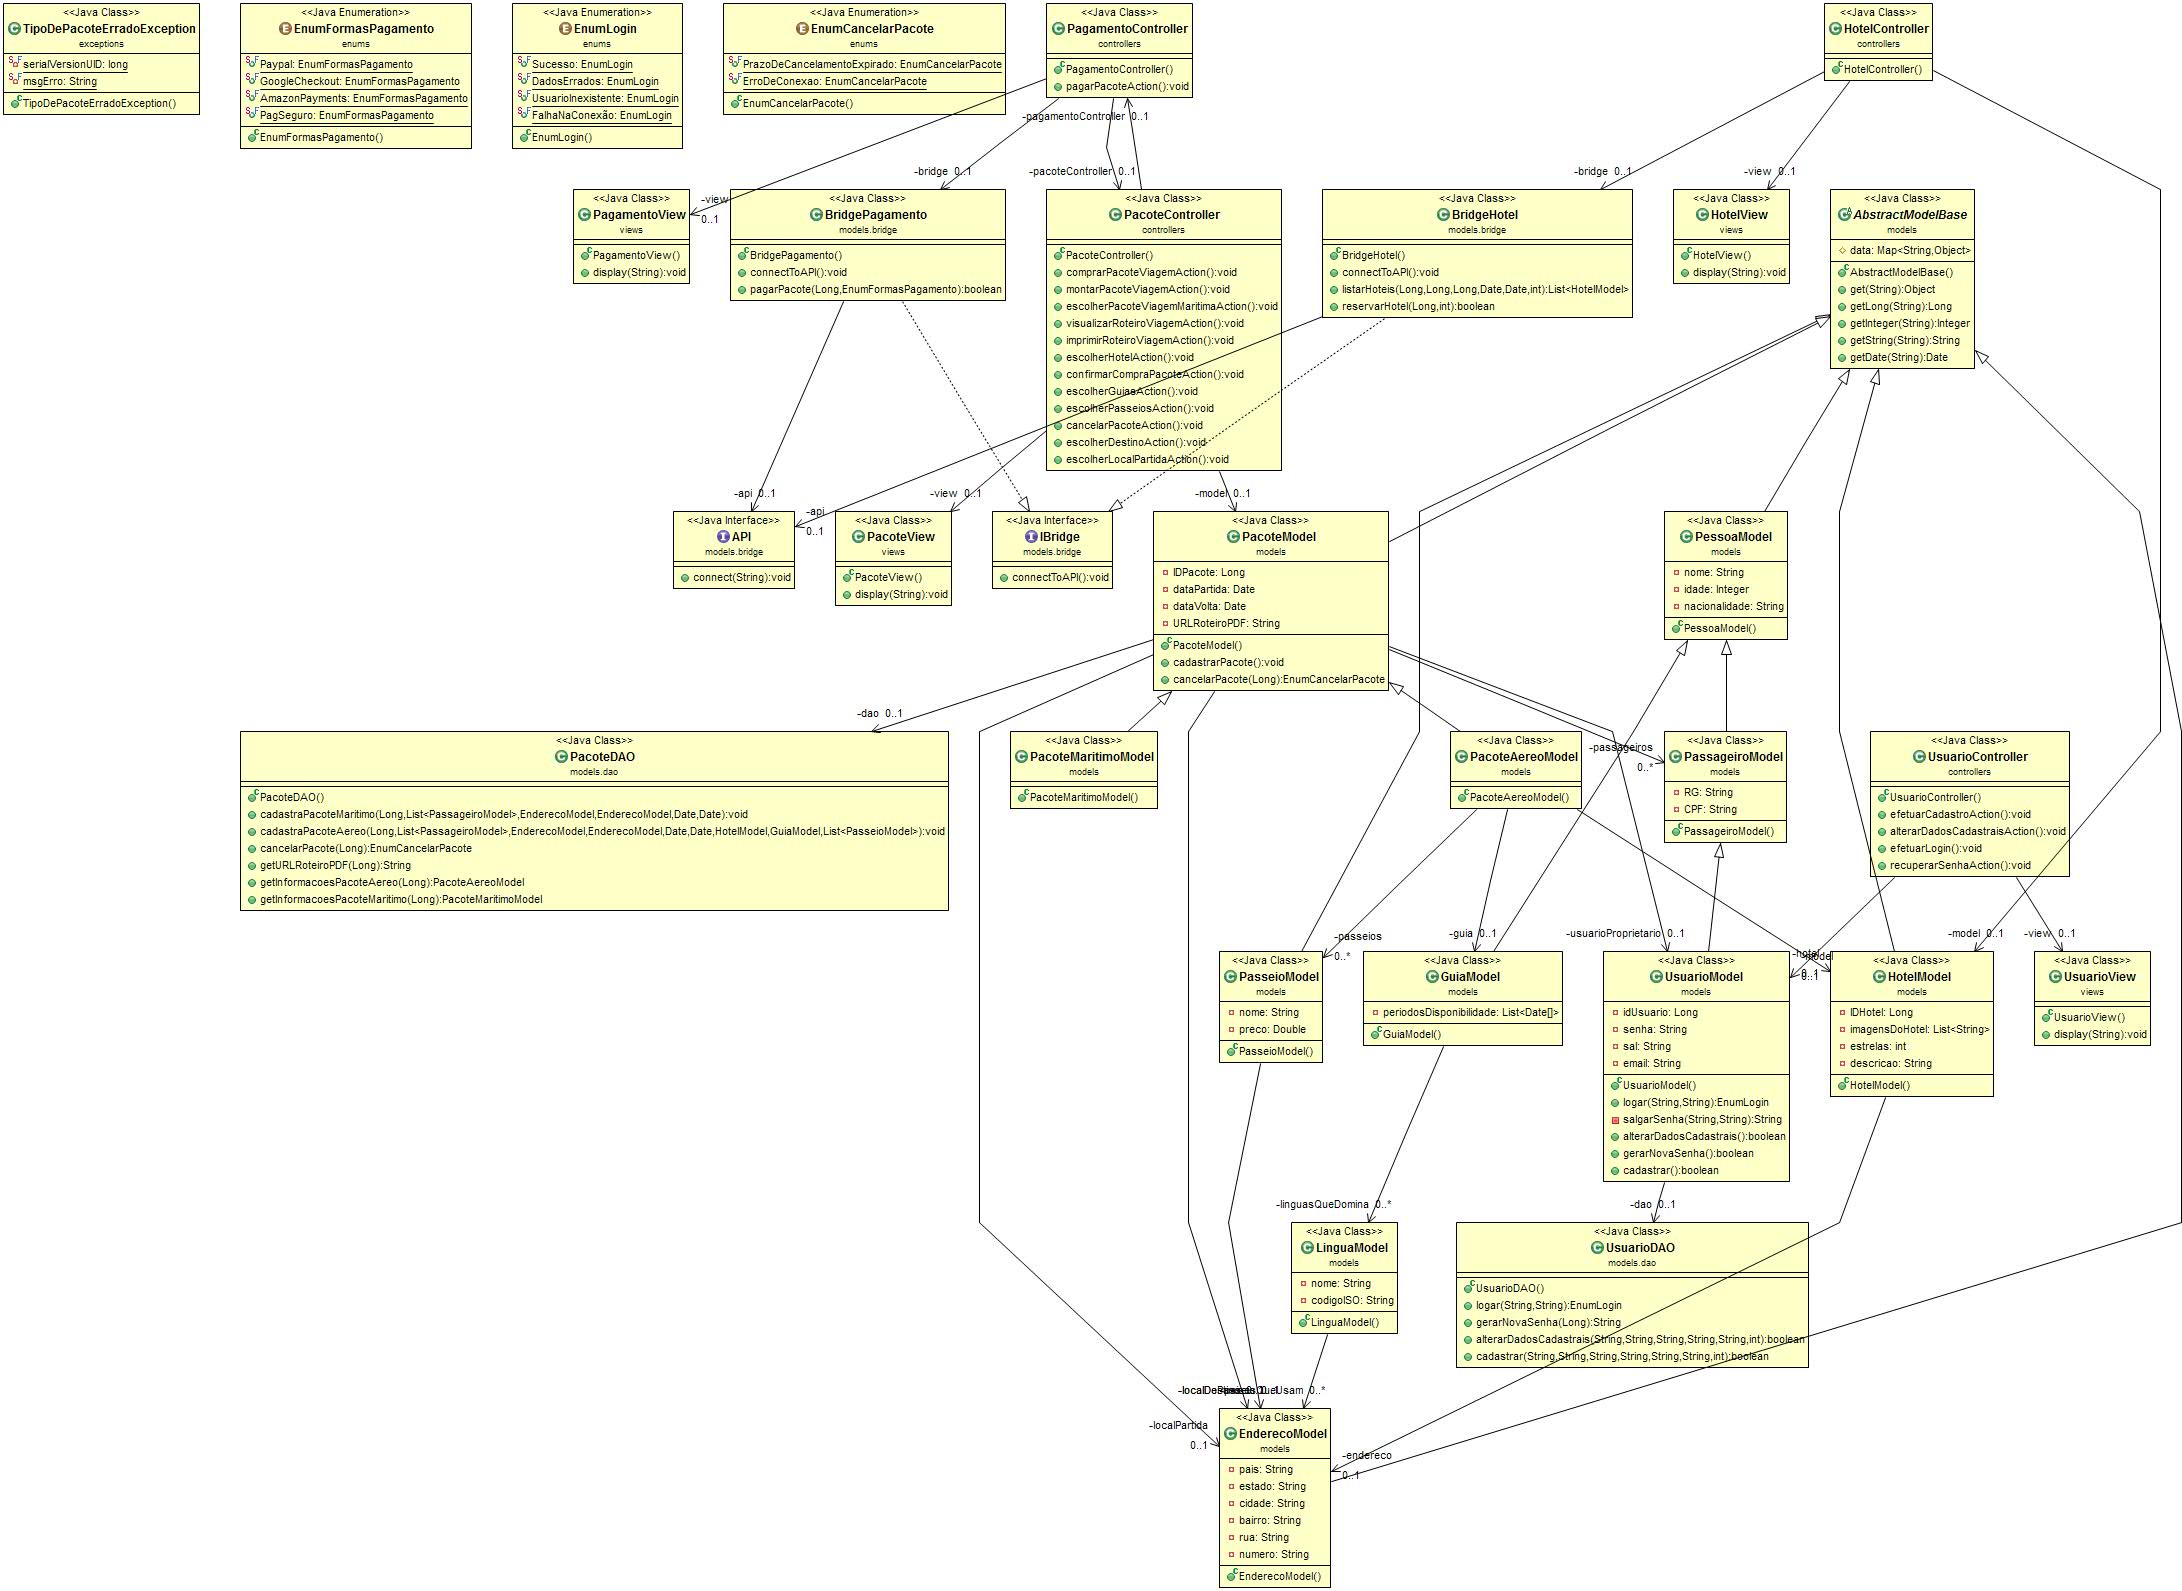 <<Java Class>>
TipoDePacoteErradoException
exceptions
serialVersionUID: long
msgErro: String
TipoDePacoteErradoException()
<<Java Enumeration>>
EnumFormasPagamento
enums
Paypal: EnumFormasPagamento
GoogleCheckout: EnumFormasPagamento
AmazonPayments: EnumFormasPagamento
PagSeguro: EnumFormasPagamento
EnumFormasPagamento()
<<Java Enumeration>>
EnumLogin
enums
Sucesso: EnumLogin
DadosErrados: EnumLogin
UsuarioInexistente: EnumLogin
FalhaNaConexão: EnumLogin
EnumLogin()
<<Java Enumeration>>
EnumCancelarPacote
enums
PrazoDeCancelamentoExpirado: EnumCancelarPacote
ErroDeConexao: EnumCancelarPacote
EnumCancelarPacote()
<<Java Class>>
PagamentoController
controllers
PagamentoController()
pagarPacoteAction():void
<<Java Class>>
HotelController
controllers
HotelController()
-pagamentoController 0..1
-bridge 0..1
-pacoteController 0..1
-bridge 0..1
-view 0..1
-view
0..1
<<Java Class>>
PagamentoView
views
PagamentoView()
display(String):void
<<Java Class>>
BridgePagamento
models.bridge
BridgePagamento()
connectToAPI():void
pagarPacote(Long,EnumFormasPagamento):boolean
<<Java Class>>
PacoteController
controllers
PacoteController()
comprarPacoteViagemAction():void
montarPacoteViagemAction():void
escolherPacoteViagemMaritimaAction():void
visualizarRoteiroViagemAction():void
imprimirRoteiroViagemAction():void
escolherHotelAction():void
confirmarCompraPacoteAction():void
escolherGuiasAction():void
escolherPasseiosAction():void
cancelarPacoteAction():void
escolherDestinoAction():void
escolherLocalPartidaAction():void
<<Java Class>>
BridgeHotel
models.bridge
BridgeHotel()
connectToAPI():void
listarHoteis(Long,Long,Long,Date,Date,int):List<HotelModel>
reservarHotel(Long,int):boolean
<<Java Class>>
HotelView
views
HotelView()
display(String):void
<<Java Class>>
AbstractModelBase
models
data: Map<String,Object>
AbstractModelBase()
get(String):Object
getLong(String):Long
getInteger(String):Integer
getString(String):String
getDate(String):Date
-api 0..1
-api
0..1
-view 0..1
-model 0..1
<<Java Interface>>
API
models.bridge
connect(String):void
<<Java Class>>
PacoteView
views
PacoteView()
display(String):void
<<Java Interface>>
IBridge
models.bridge
connectToAPI():void
<<Java Class>>
PacoteModel
models
IDPacote: Long
dataPartida: Date
dataVolta: Date
URLRoteiroPDF: String
PacoteModel()
cadastrarPacote():void
cancelarPacote(Long):EnumCancelarPacote
<<Java Class>>
PessoaModel
models
nome: String
idade: Integer
nacionalidade: String
PessoaModel()
-dao 0..1
<<Java Class>>
PacoteDAO
models.dao
PacoteDAO()
cadastraPacoteMaritimo(Long,List<PassageiroModel>,EnderecoModel,EnderecoModel,Date,Date):void
cadastraPacoteAereo(Long,List<PassageiroModel>,EnderecoModel,EnderecoModel,Date,Date,HotelModel,GuiaModel,List<PasseioModel>):void
cancelarPacote(Long):EnumCancelarPacote
getURLRoteiroPDF(Long):String
getInformacoesPacoteAereo(Long):PacoteAereoModel
getInformacoesPacoteMaritimo(Long):PacoteMaritimoModel
<<Java Class>>
PacoteMaritimoModel
models
PacoteMaritimoModel()
<<Java Class>>
PacoteAereoModel
models
PacoteAereoModel()
-passageiros
0..*
<<Java Class>>
PassageiroModel
models
RG: String
CPF: String
PassageiroModel()
<<Java Class>>
UsuarioController
controllers
UsuarioController()
efetuarCadastroAction():void
alterarDadosCadastraisAction():void
efetuarLogin():void
recuperarSenhaAction():void
-passeios
0..*
-guia 0..1
-usuarioProprietario 0..1
-hotel
0..1
-model 0..1
-view 0..1
<<Java Class>>
PasseioModel
models
nome: String
preco: Double
PasseioModel()
<<Java Class>>
GuiaModel
models
periodosDisponibilidade: List<Date[]>
GuiaModel()
<<Java Class>>
UsuarioModel
models
idUsuario: Long
senha: String
sal: String
email: String
UsuarioModel()
logar(String,String):EnumLogin
salgarSenha(String,String):String
alterarDadosCadastrais():boolean
gerarNovaSenha():boolean
cadastrar():boolean
<<Java Class>>
HotelModel
models
IDHotel: Long
imagensDoHotel: List<String>
estrelas: int
descricao: String
HotelModel()
<<Java Class>>
UsuarioView
views
UsuarioView()
display(String):void
-linguasQueDomina 0..*
-dao 0..1
<<Java Class>>
LinguaModel
models
nome: String
codigoISO: String
LinguaModel()
<<Java Class>>
UsuarioDAO
models.dao
UsuarioDAO()
logar(String,String):EnumLogin
gerarNovaSenha(Long):String
alterarDadosCadastrais(String,String,String,String,String,int):boolean
cadastrar(String,String,String,String,String,String,int):boolean
0..*
-localPartida
0..1
-endereco
0..1
<<Java Class>>
EnderecoModel
models
pais: String
estado: String
cidade: String
bairro: String
rua: String
numero: String
EnderecoModel()